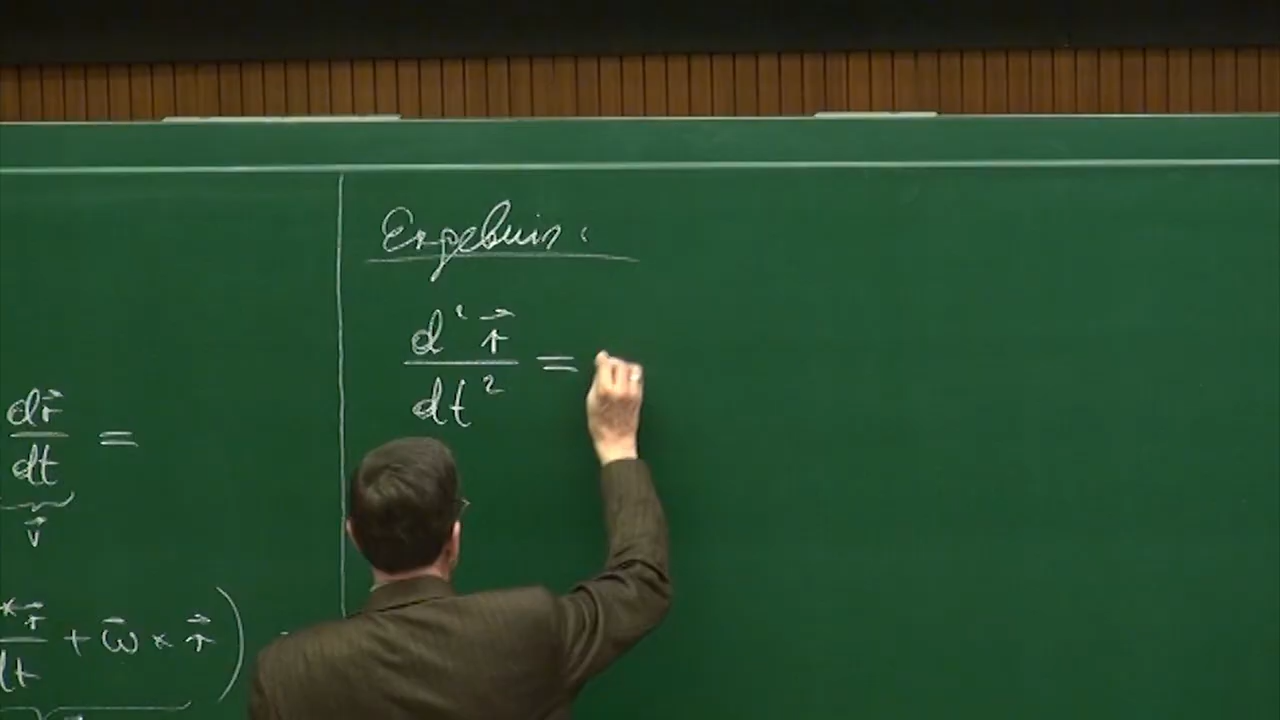 dr⃗/dt =
v⃗
*r⃗/dt + ω⃗ × r⃗ )
Ergebnis:
d²r⃗/dt² =